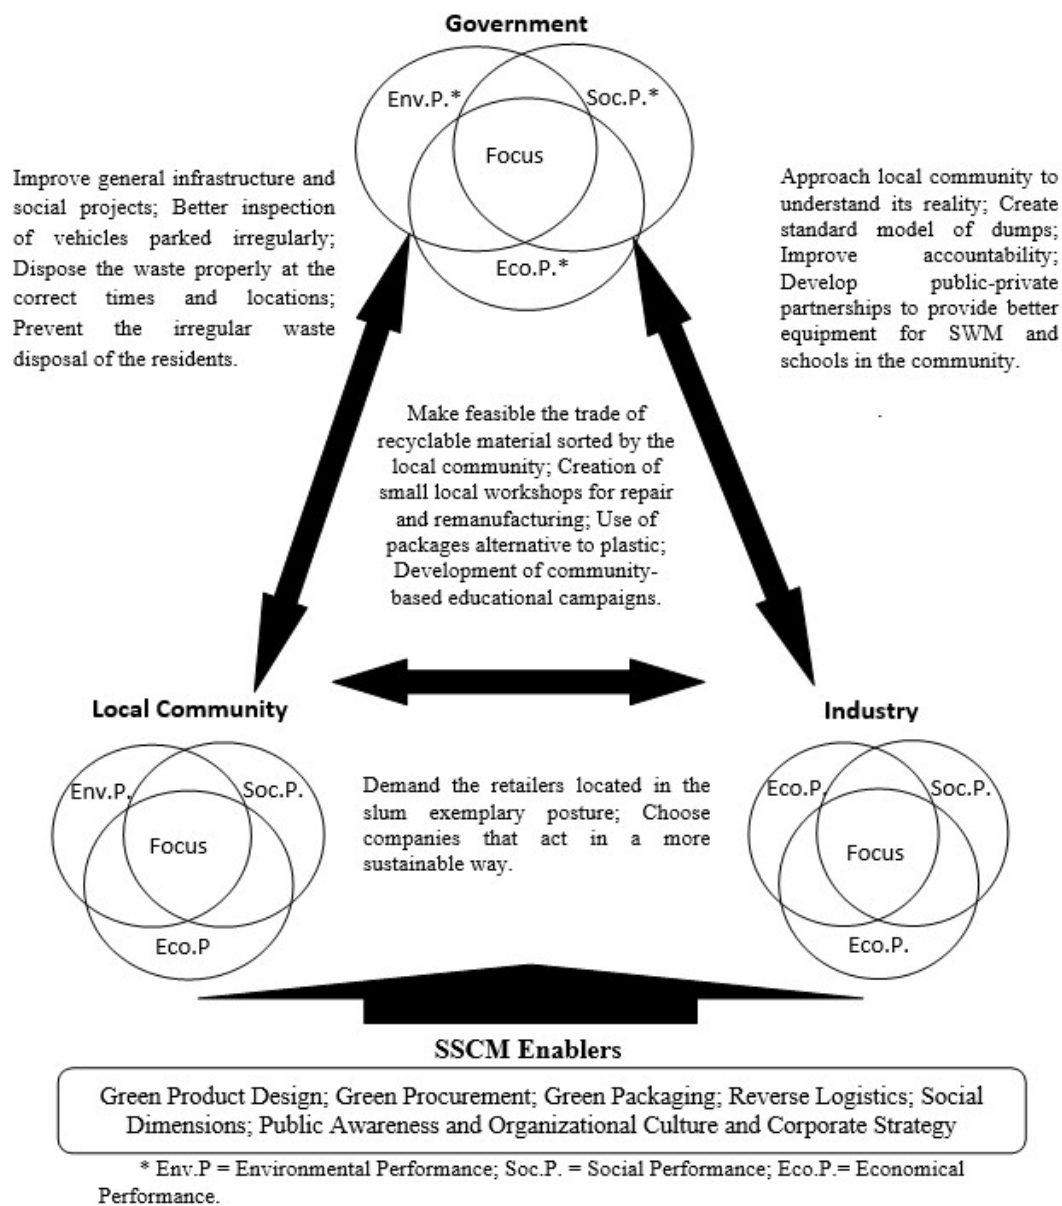 Government
Env.P.*
Soc.P.*
Focus
Eco.P.*
Improve general infrastructure and
social projects; Better inspection
of vehicles parked irregularly;
Dispose the waste properly at the
correct times and locations;
Prevent the irregular waste
disposal of the residents.
Approach local community to
understand its reality; Create
standard model of dumps;
Improve accountability;
Develop public-private
partnerships to provide better
equipment for SWM and
schools in the community.
.
Make feasible the trade of
recyclable material sorted by the
local community; Creation of
small local workshops for repair
and remanufacturing; Use of
packages alternative to plastic;
Development of community-
based educational campaigns.
Local Community
Env.P.
Soc.P.
Focus
Eco.P
Demand the retailers located in the
slum exemplary posture; Choose
companies that act in a more
sustainable way.
Industry
Eco.P.
Soc.P.
Focus
Eco.P.
SSCM Enablers
Green Product Design; Green Procurement; Green Packaging; Reverse Logistics; Social
Dimensions; Public Awareness and Organizational Culture and Corporate Strategy
* Env.P = Environmental Performance; Soc.P. = Social Performance; Eco.P.= Economical
Performance.